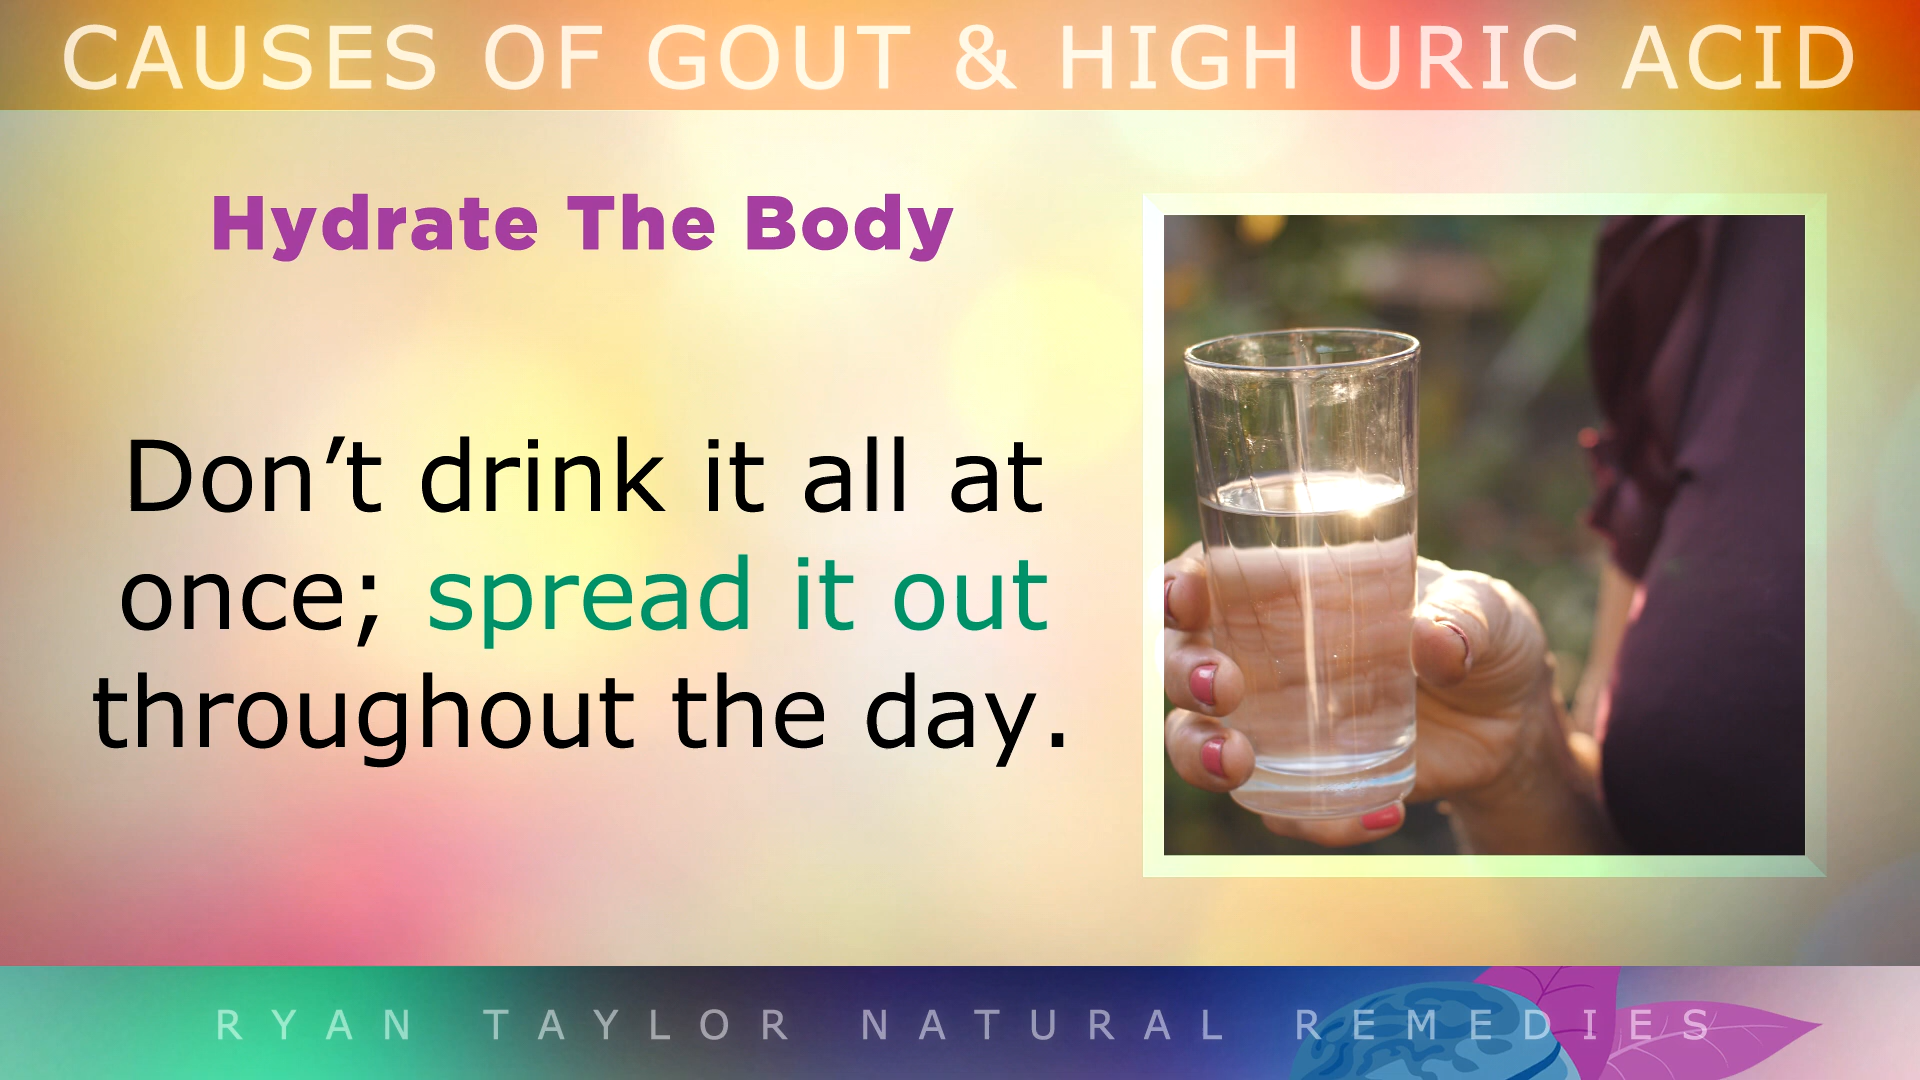 CAUSES OF GOUT & HIGH URIC ACID
Hydrate The Body
Don’t drink it all at
once; spread it out
throughout the day.
RYAN TAYLOR NATURAL REMEDIES